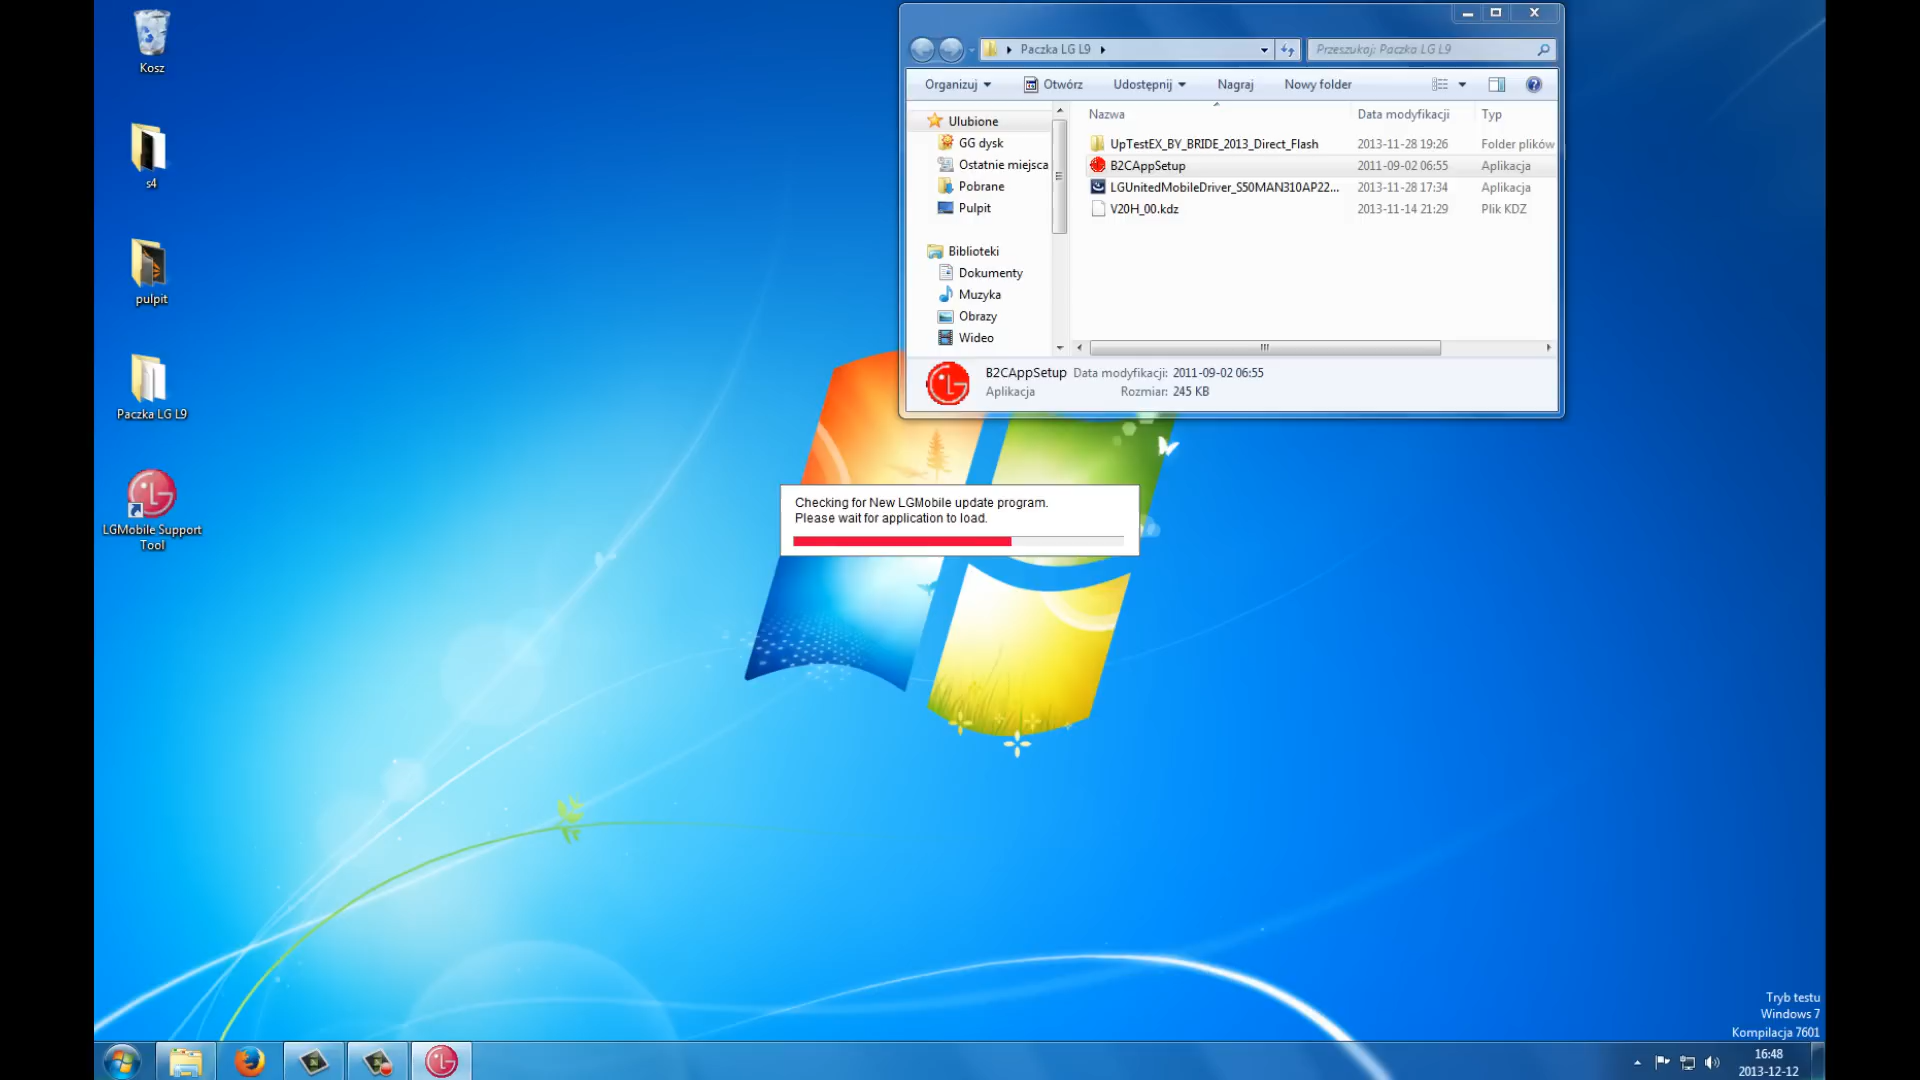 Kosz
s4
pulpit
Paczka LG L9
LGMobile Support
Tool
Paczka LG L9
Przeszukaj: Paczka LG L9
Organizuj
Otwórz
Udostępnij
Nagraj
Nowy folder
Ulubione
GG dysk
Ostatnie miejsca
Pobrane
Pulpit
Biblioteki
Dokumenty
Muzyka
Obrazy
Wideo
Nazwa Data modyfikacji Typ
UpTestEX_BY_BRIDE_2013_Direct_Flash 2013-11-28 19:26 Folder plików
B2CAppSetup 2011-09-02 06:55 Aplikacja
LGUnitedMobileDriver_S50MAN310AP22... 2013-11-28 17:34 Aplikacja
V20H_00.kdz 2013-11-14 21:29 Plik KDZ
B2CAppSetup Data modyfikacji: 2011-09-02 06:55
Aplikacja Rozmiar: 245 KB
Checking for New LGMobile update program.
Please wait for application to load.
Tryb testu
Windows 7
Kompilacja 7601
16:48
2013-12-12